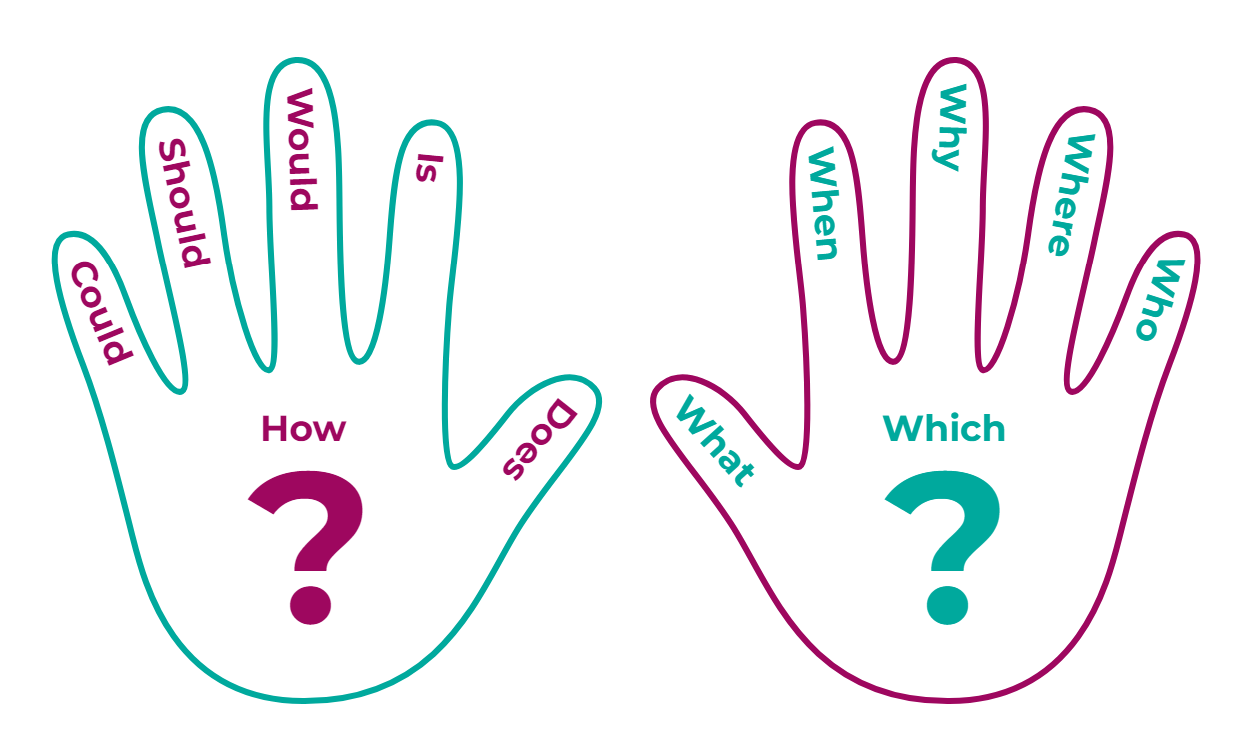 Could
Should
Would
Is
Does
How
?
What
When
Why
Where
Who
Which
?